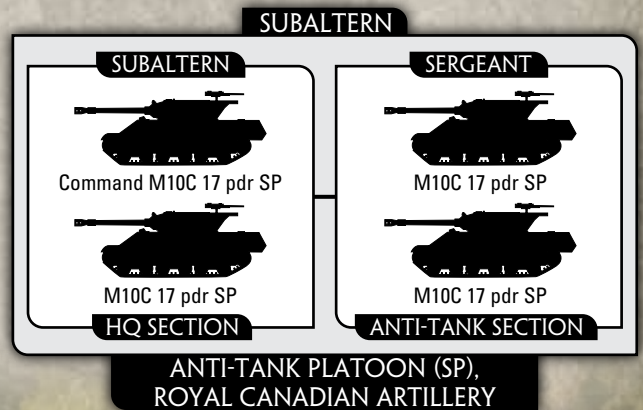 SUBALTERN
SUBALTERN
Command M10C 17 pdr SP
M10C 17 pdr SP
HQ SECTION
SERGEANT
M10C 17 pdr SP
M10C 17 pdr SP
ANTI-TANK SECTION
ANTI-TANK PLATOON (SP),
ROYAL CANADIAN ARTILLERY